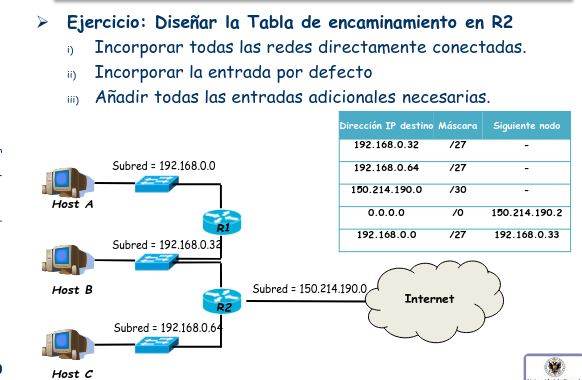 ➤ Ejercicio: Diseñar la Tabla de encaminamiento en R2
i) Incorporar todas las redes directamente conectadas.
ii) Incorporar la entrada por defecto
iii) Añadir todas las entradas adicionales necesarias.
Dirección IP destino Máscara Siguiente nodo
192.168.0.32 /27 -
192.168.0.64 /27 -
150.214.190.0 /30 -
0.0.0.0 /0 150.214.190.2
192.168.0.0 /27 192.168.0.33
Subred = 192.168.0.0
Host A
R1
Subred = 192.168.0.32
Host B
Subred = 150.214.190.0
Internet
R2
Subred = 192.168.0.64
Host C